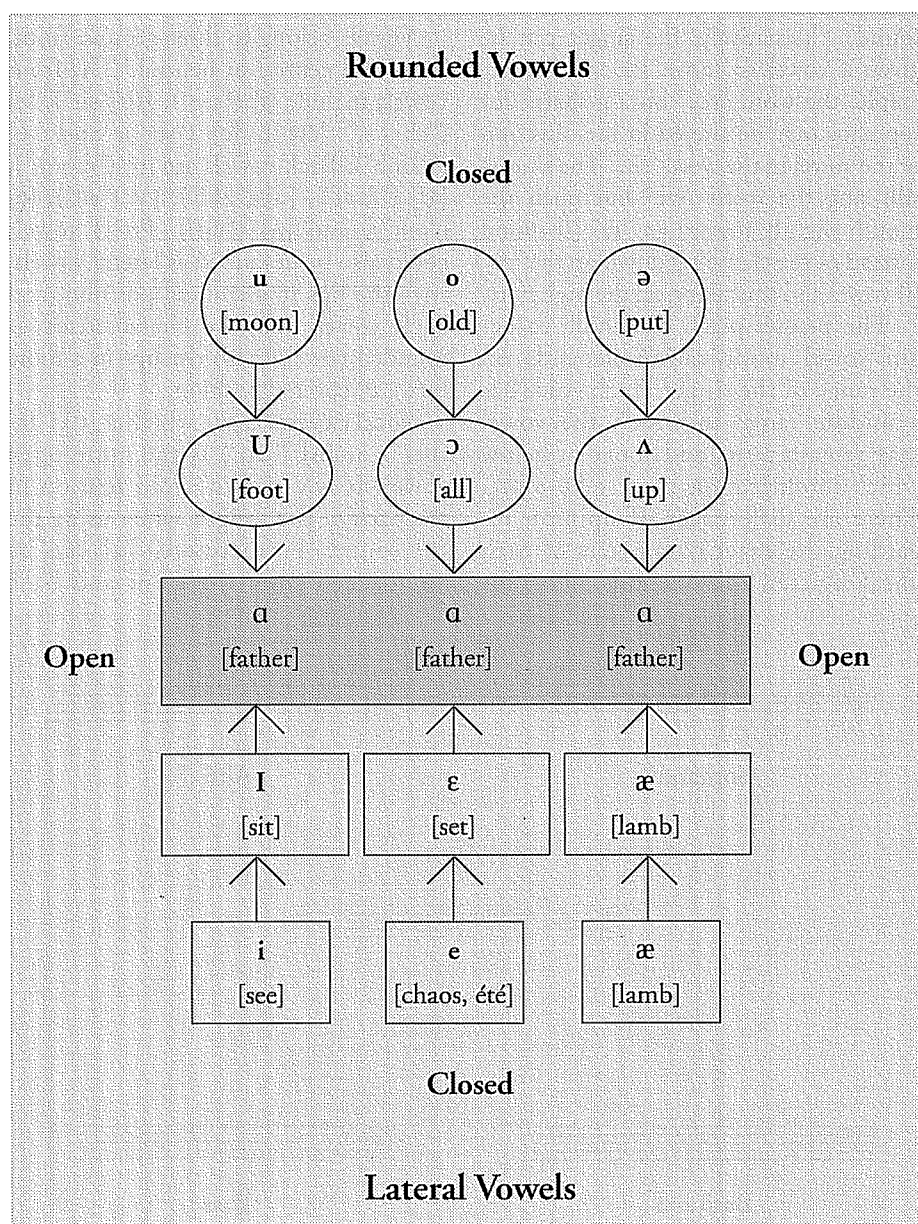 Rounded Vowels
Closed
u o ə
[moon] [old] [put]
U ɔ ʌ
[foot] [all] [up]
ɑ ɑ ɑ
Open [father] [father] [father] Open
I ɛ æ
[sit] [set] [lamb]
i e æ
[see] [chaos, été] [lamb]
Closed
Lateral Vowels